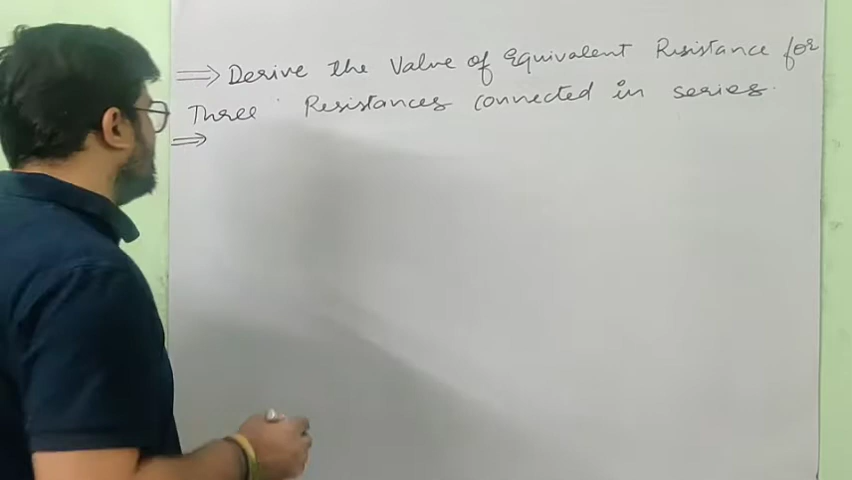 ⇒ Derive the Value of Equivalent Resistance for
Three Resistances connected in series.
⇒